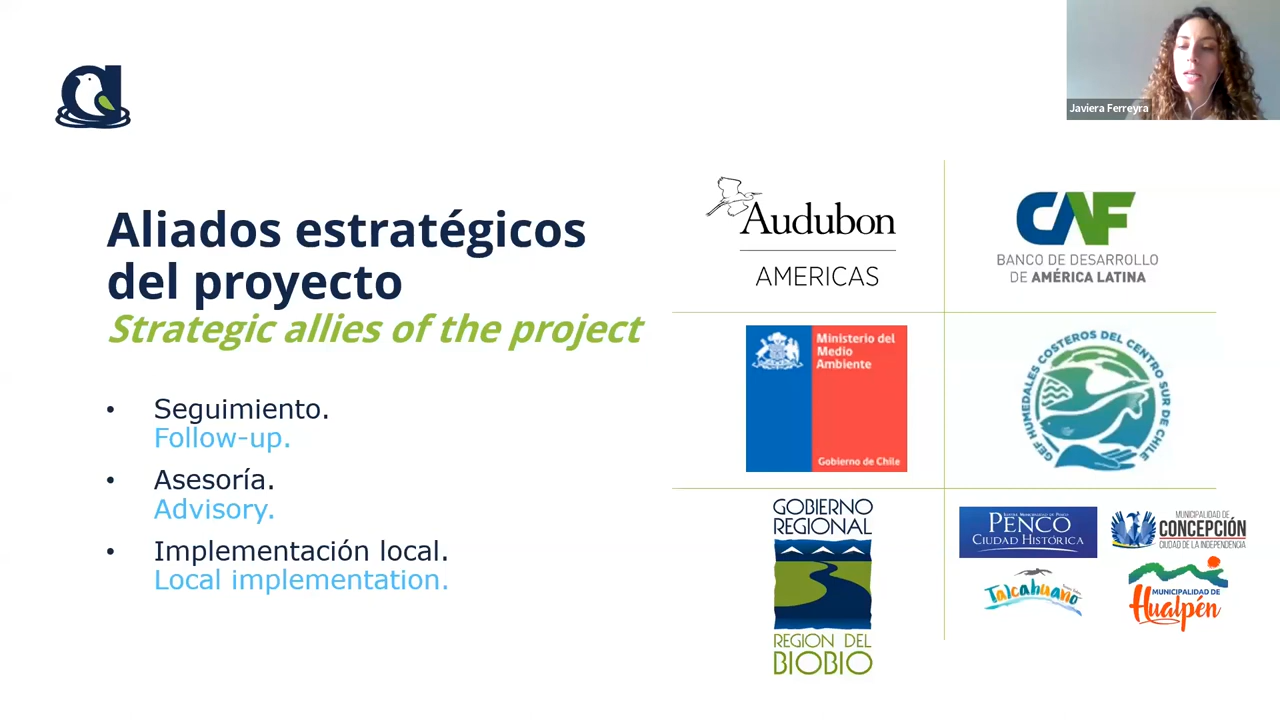 Javiera Ferreyra
Aliados estratégicos
del proyecto
Strategic allies of the project
• Seguimiento.
Follow-up.
• Asesoría.
Advisory.
• Implementación local.
Local implementation.
Audubon
AMERICAS
CAF
BANCO DE DESARROLLO
DE AMÉRICA LATINA
Ministerio del
Medio
Ambiente
Gobierno de Chile
GEF HUMEDALES COSTEROS DEL CENTRO SUR DE CHILE
GOBIERNO
REGIONAL
REGION DEL
BIOBIO
PENCO
CIUDAD HISTÓRICA
MUNICIPALIDAD DE
CONCEPCIÓN
CIUDAD DE LA INDEPENDENCIA
Talcahuano
MUNICIPALIDAD DE
Hualpén